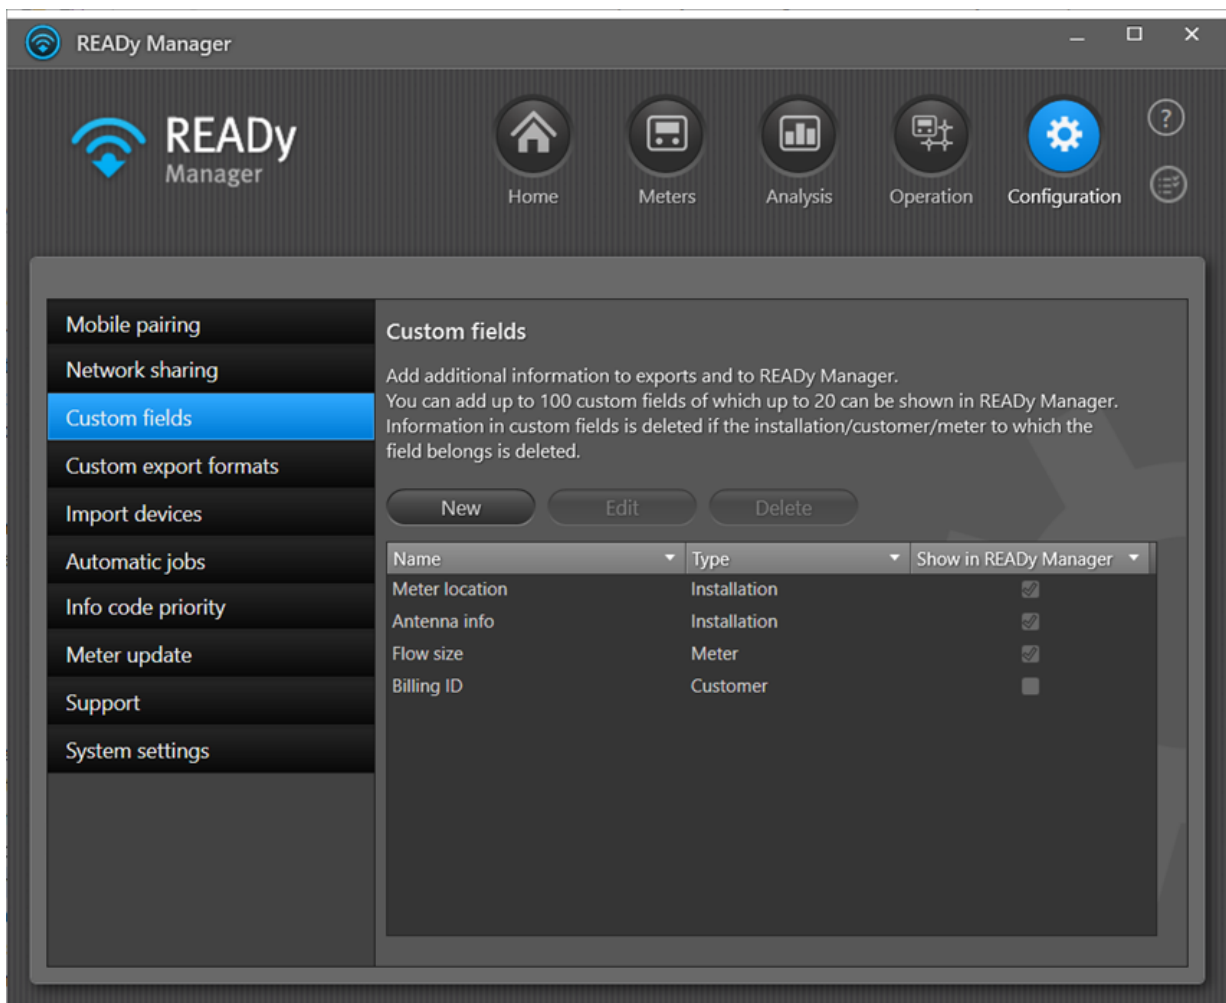 READy Manager
READy
Manager
Home
Meters
Analysis
Operation
Configuration
?
Mobile pairing
Network sharing
Custom fields
Custom export formats
Import devices
Automatic jobs
Info code priority
Meter update
Support
System settings
Custom fields
Add additional information to exports and to READy Manager.
You can add up to 100 custom fields of which up to 20 can be shown in READy Manager.
Information in custom fields is deleted if the installation/customer/meter to which the
field belongs is deleted.
New Edit Delete
Name Type Show in READy Manager
Meter location Installation
Antenna info Installation
Flow size Meter
Billing ID Customer